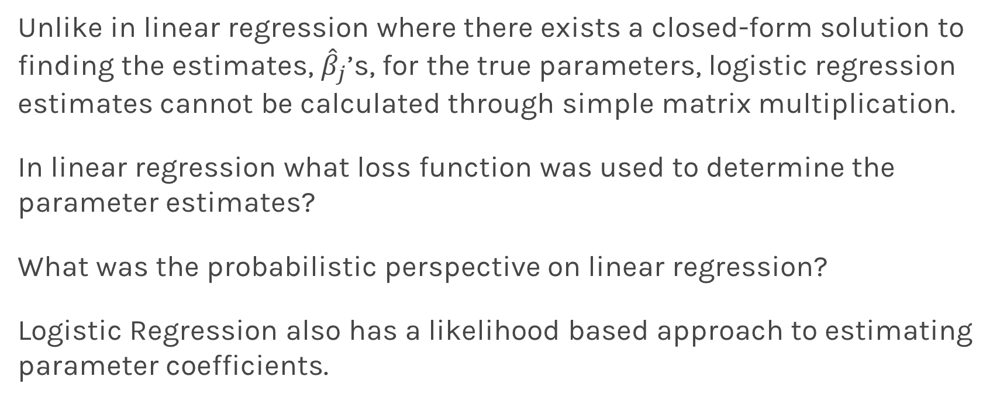 Unlike in linear regression where there exists a closed-form solution to
finding the estimates, $\hat{\beta}_j$’s, for the true parameters, logistic regression
estimates cannot be calculated through simple matrix multiplication.
In linear regression what loss function was used to determine the
parameter estimates?
What was the probabilistic perspective on linear regression?
Logistic Regression also has a likelihood based approach to estimating
parameter coefficients.